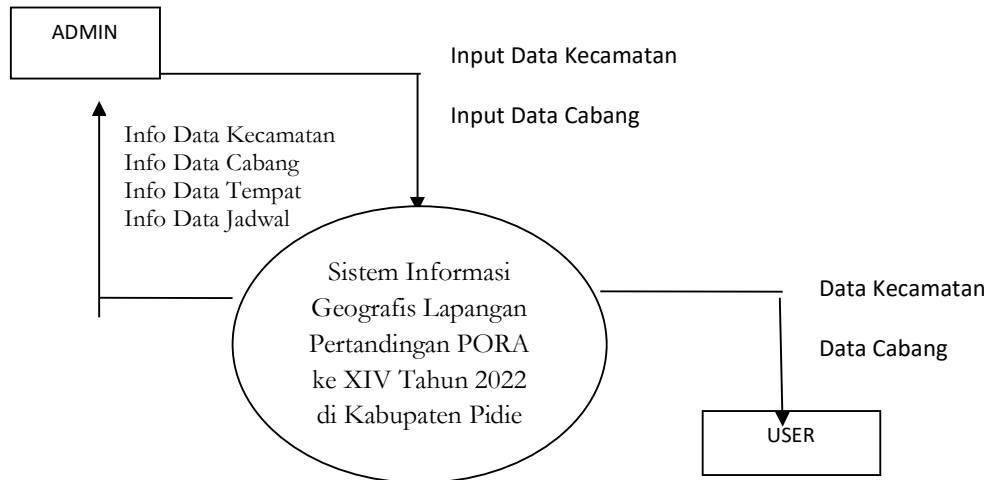 ADMIN
Input Data Kecamatan
Input Data Cabang
Info Data Kecamatan
Info Data Cabang
Info Data Tempat
Info Data Jadwal
Sistem Informasi
Geografis Lapangan
Pertandingan PORA
ke XIV Tahun 2022
di Kabupaten Pidie
Data Kecamatan
Data Cabang
USER